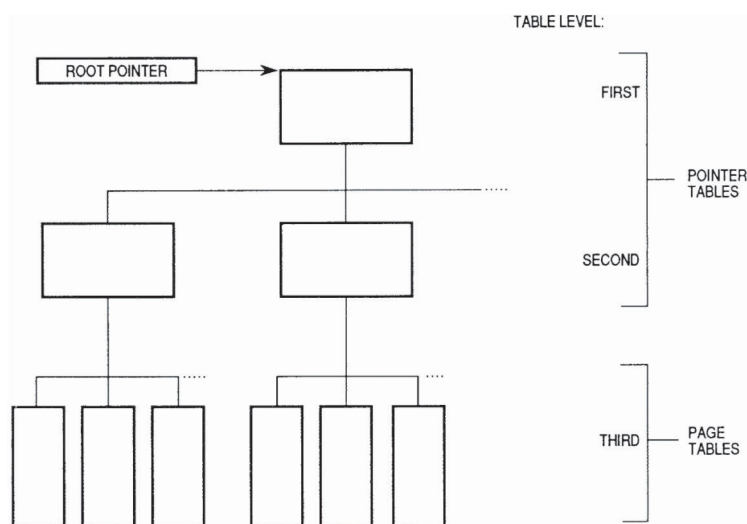 TABLE LEVEL:
ROOT POINTER
FIRST
POINTER
TABLES
SECOND
THIRD
PAGE
TABLES